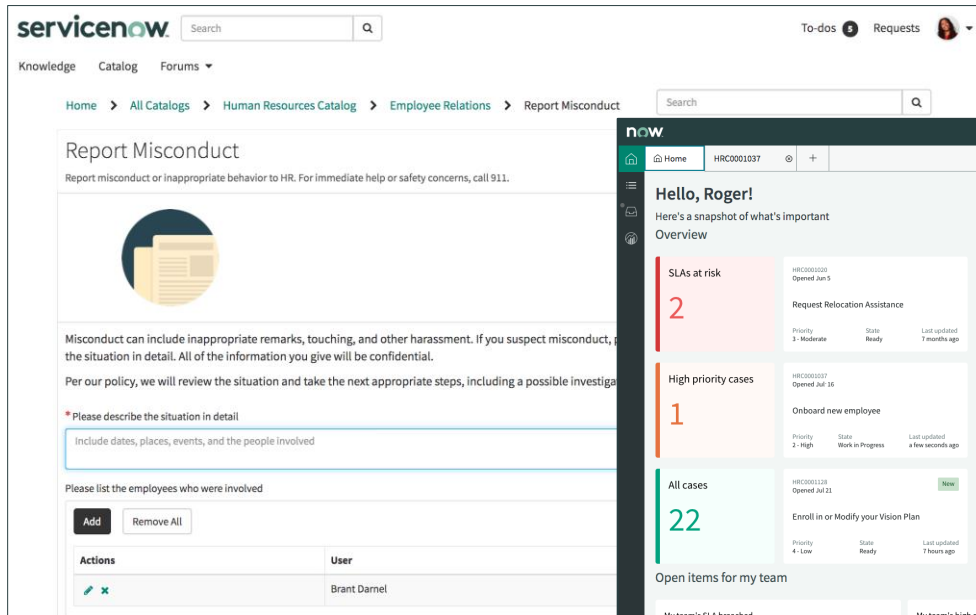 servicenow
Search
To-dos 5 Requests
Knowledge Catalog Forums
Home > All Catalogs > Human Resources Catalog > Employee Relations > Report Misconduct
Search
Report Misconduct
Report misconduct or inappropriate behavior to HR. For immediate help or safety concerns, call 911.
Misconduct can include inappropriate remarks, touching, and other harassment. If you suspect misconduct,
the situation in detail. All of the information you give will be confidential.
Per our policy, we will review the situation and take the next appropriate steps, including a possible
* Please describe the situation in detail
Include dates, places, events, and the people involved
Please list the employees who were involved
Add Remove All
Actions User
Brant Darnel
now
Home HRC0001037 +
Hello, Roger!
Here's a snapshot of what's important
Overview
SLAs at risk
2
HRC0001020
Opened Jun 5
Request Relocation Assistance
Priority State Last updated
3 - Moderate Ready 7 months ago
High priority cases
1
HRC0001037
Opened Jul 16
Onboard new employee
Priority State Last updated
2 - High Work in Progress a few seconds ago
All cases
22
HRC0001128 New
Opened Jul 21
Enroll in or Modify your Vision Plan
Priority State Last updated
4 - Low Ready 7 hours ago
Open items for my team